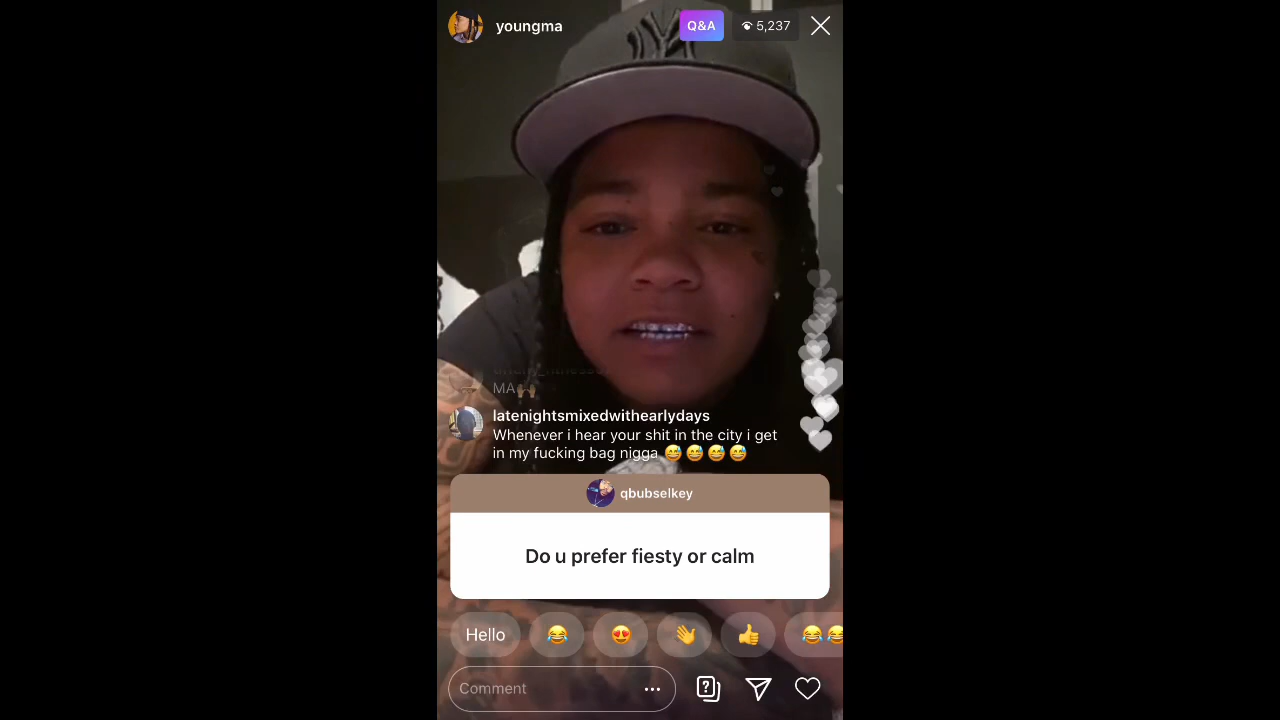 youngma
Q&A
5,237
MA🙌🏾
latenightsmixedwithearlydays
Whenever i hear your shit in the city i get
in my fucking bag nigga 😅😅😅😅
qbubselkey
Do u prefer fiesty or calm
Hello
Comment